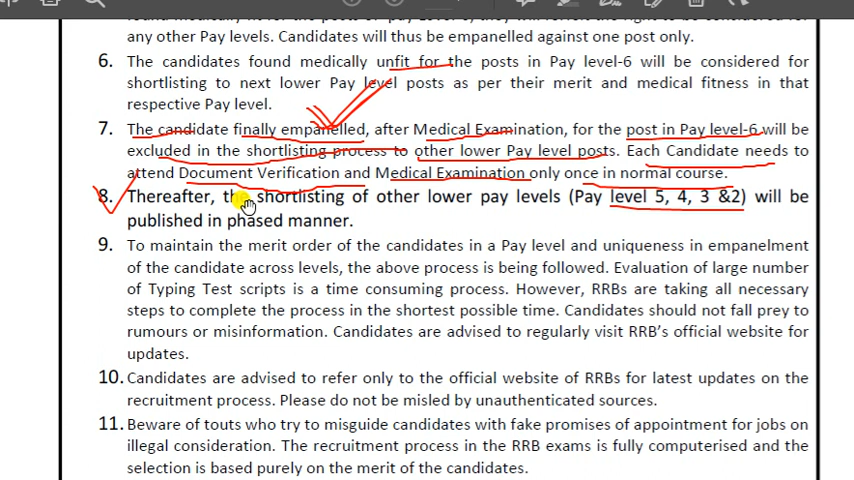 any other Pay levels. Candidates will thus be empanelled against one post only.
6. The candidates found medically unfit for the posts in Pay level-6 will be considered for
shortlisting to next lower Pay level posts as per their merit and medical fitness in that
respective Pay level.
7. The candidate finally empanelled, after Medical Examination, for the post in Pay level-6 will be
excluded in the shortlisting process to other lower Pay level posts. Each Candidate needs to
attend Document Verification and Medical Examination only once in normal course.
8. Thereafter, the shortlisting of other lower pay levels (Pay level 5, 4, 3 &2) will be
published in phased manner.
9. To maintain the merit order of the candidates in a Pay level and uniqueness in empanelment
of the candidate across levels, the above process is being followed. Evaluation of large number
of Typing Test scripts is a time consuming process. However, RRBs are taking all necessary
steps to complete the process in the shortest possible time. Candidates should not fall prey to
rumours or misinformation. Candidates are advised to regularly visit RRB's official website for
updates.
10. Candidates are advised to refer only to the official website of RRBs for latest updates on the
recruitment process. Please do not be misled by unauthenticated sources.
11. Beware of touts who try to misguide candidates with fake promises of appointment for jobs on
illegal consideration. The recruitment process in the RRB exams is fully computerised and the
selection is based purely on the merit of the candidates.